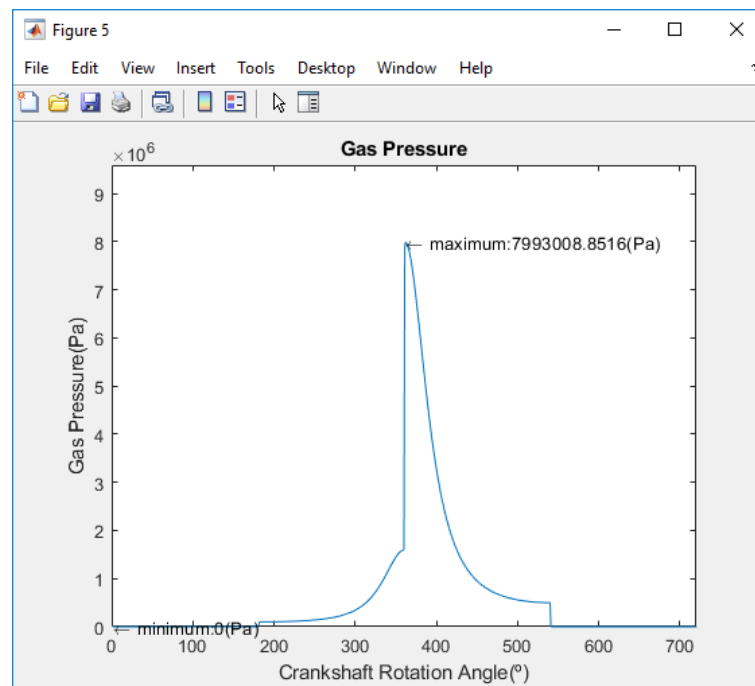 Figure 5
File Edit View Insert Tools Desktop Window Help
×10^6
Gas Pressure
9
8
maximum:7993008.8516(Pa)
7
6
5
4
3
2
1
0
minimum:0(Pa)
Gas Pressure(Pa)
0 100 200 300 400 500 600 700
Crankshaft Rotation Angle(º)